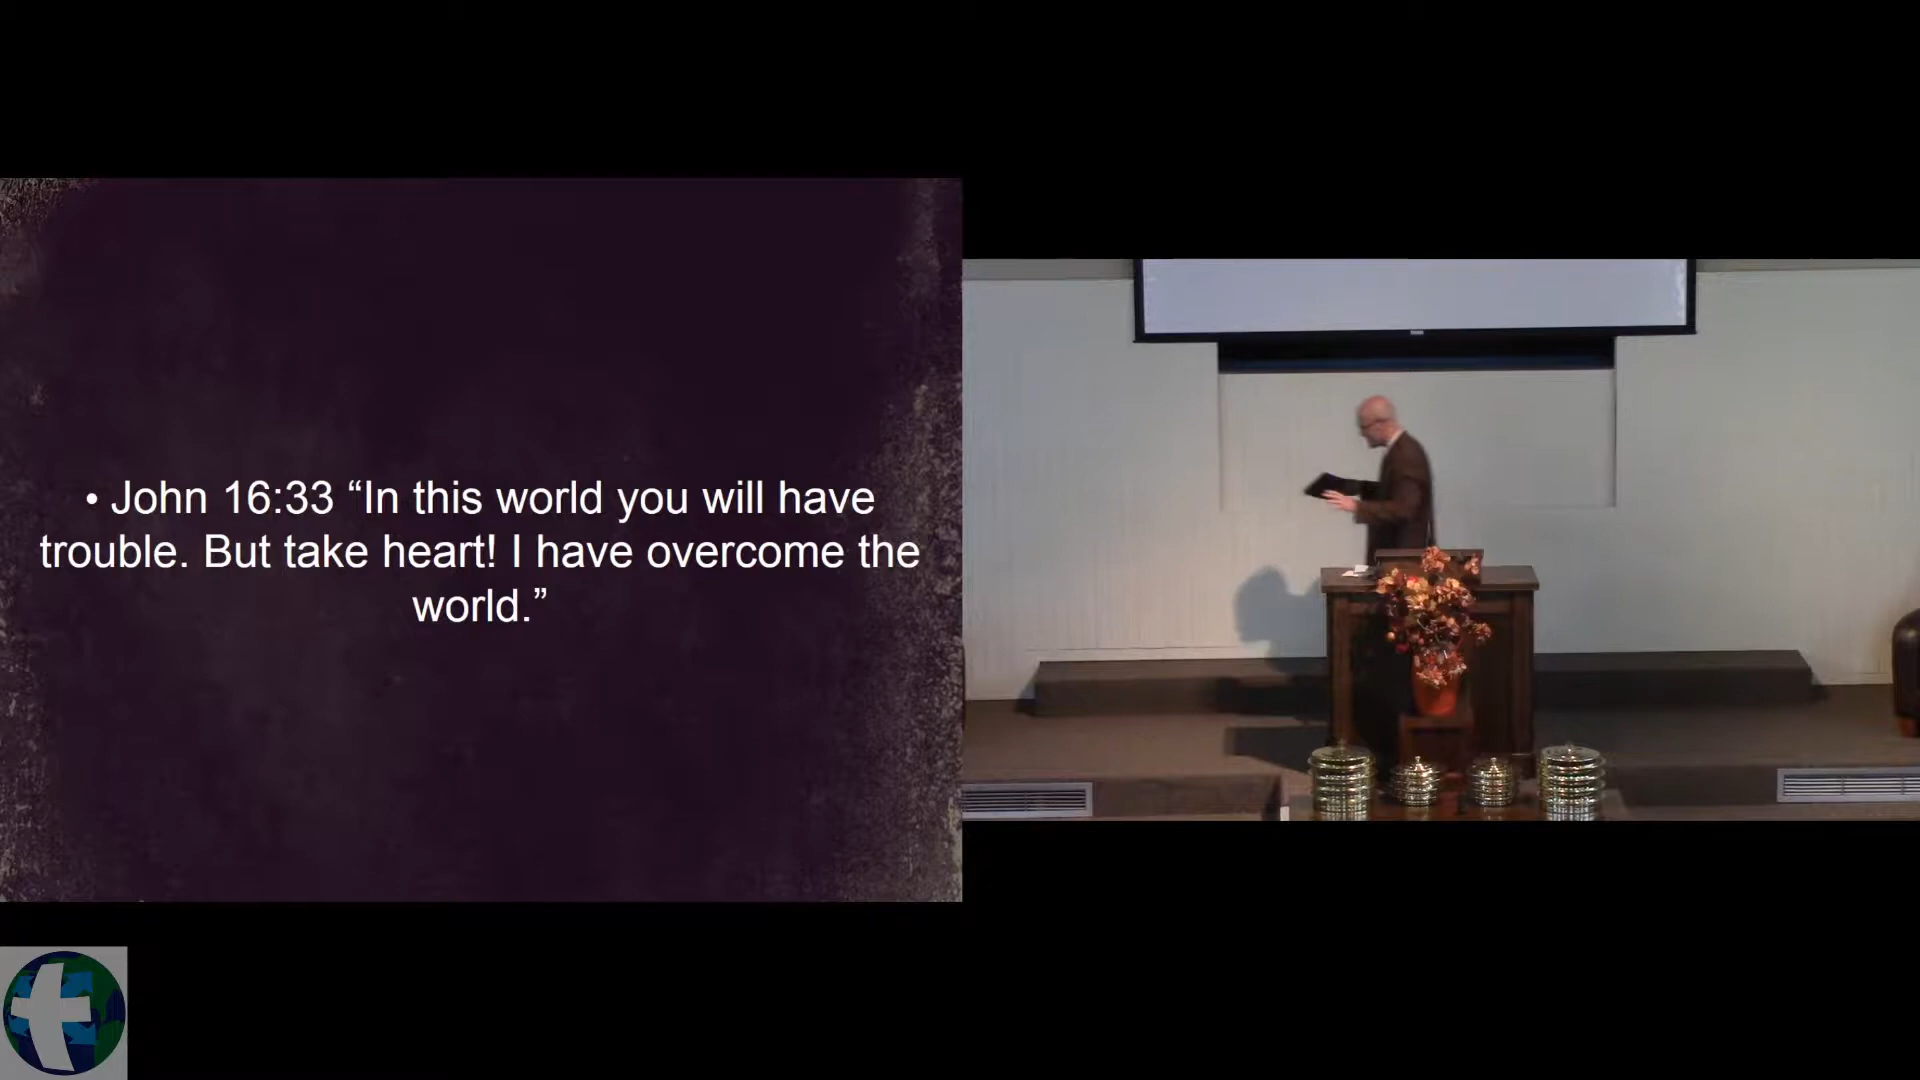 • John 16:33 “In this world you will have
trouble. But take heart! I have overcome the
world.”